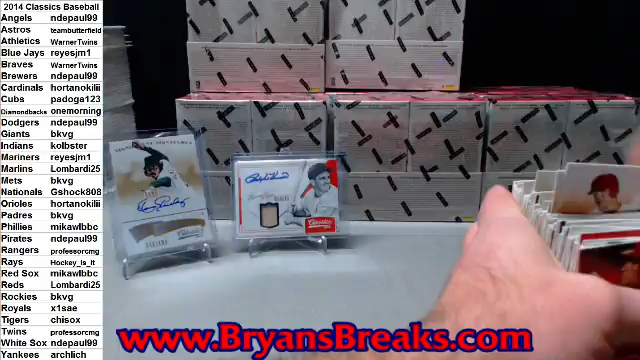 2014 Classics Baseball
Angels ndepaul99
Astros teambutterfield
Athletics WarnerTwins
Blue Jays reyesjm1
Braves WarnerTwins
Brewers ndepaul99
Cardinals hortanokilii
Cubs padoga123
Diamondbacks onemorning
Dodgers ndepaul99
Giants bkvg
Indians kolbster
Mariners reyesjm1
Marlins Lombardi25
Mets bkvg
Nationals Gshock808
Orioles hortanokilii
Padres bkvg
Phillies mikawlbbc
Pirates ndepaul99
Rangers professorcmg
Rays Hockey_Is_It
Red Sox mikawlbbc
Reds Lombardi25
Rockies bkvg
Royals x1sae
Tigers chisox
Twins professorcmg
White Sox ndepaul99
Yankees archlich
Classics
www.BryansBreaks.com